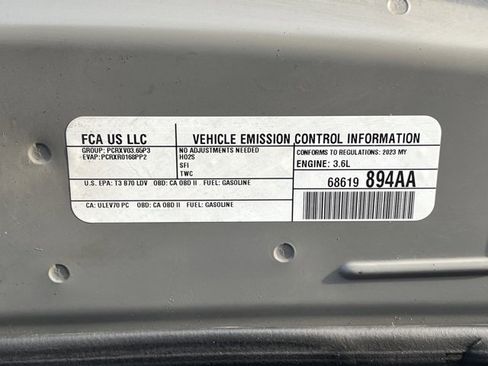 FCA US LLC
GROUP: PCRXV03.65P3
EVAP: PCRXR0168PP2
VEHICLE EMISSION CONTROL INFORMATION
NO ADJUSTMENTS NEEDED
HO2S
SFI
TWC
CONFORMS TO REGULATIONS: 2023 MY
ENGINE: 3.6L
68619 894AA
U.S. EPA: T3 B70 LDV OBD: CA OBD II FUEL: GASOLINE
CA: ULEV70 PC OBD: CA OBD II FUEL: GASOLINE